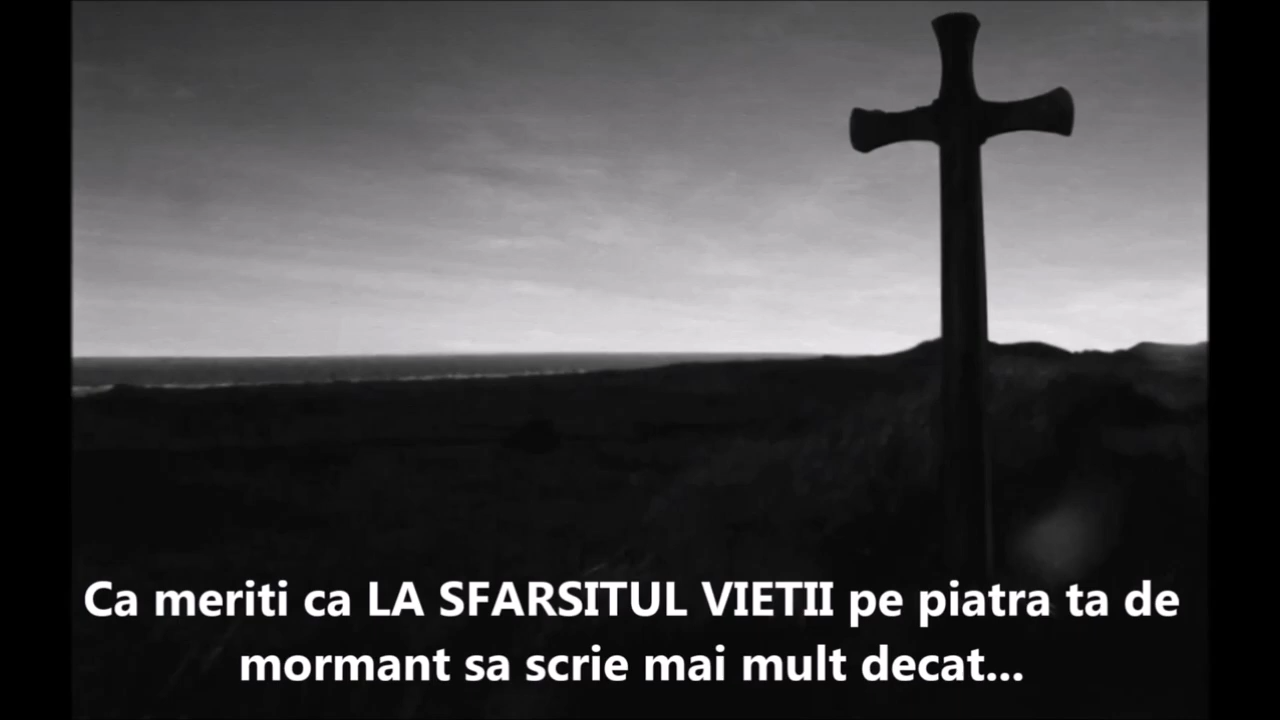 Ca meriti ca LA SFARSITUL VIETII pe piatra ta de
mormant sa scrie mai mult decat...